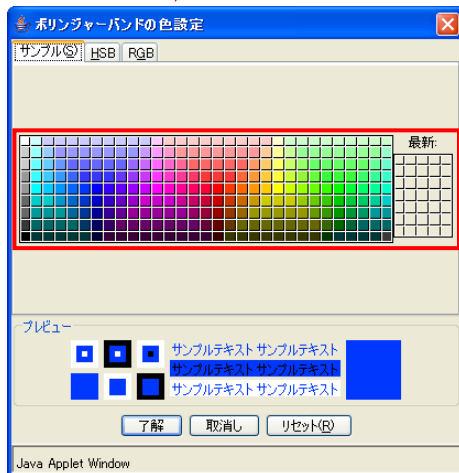 ボリンジャーバンドの色設定
サンプル(S) HSB RGB
最新:
プレビュー
サンプルテキスト サンプルテキスト
サンプルテキスト サンプルテキスト
サンプルテキスト サンプルテキスト
了解 取消し リセット(R)
Java Applet Window